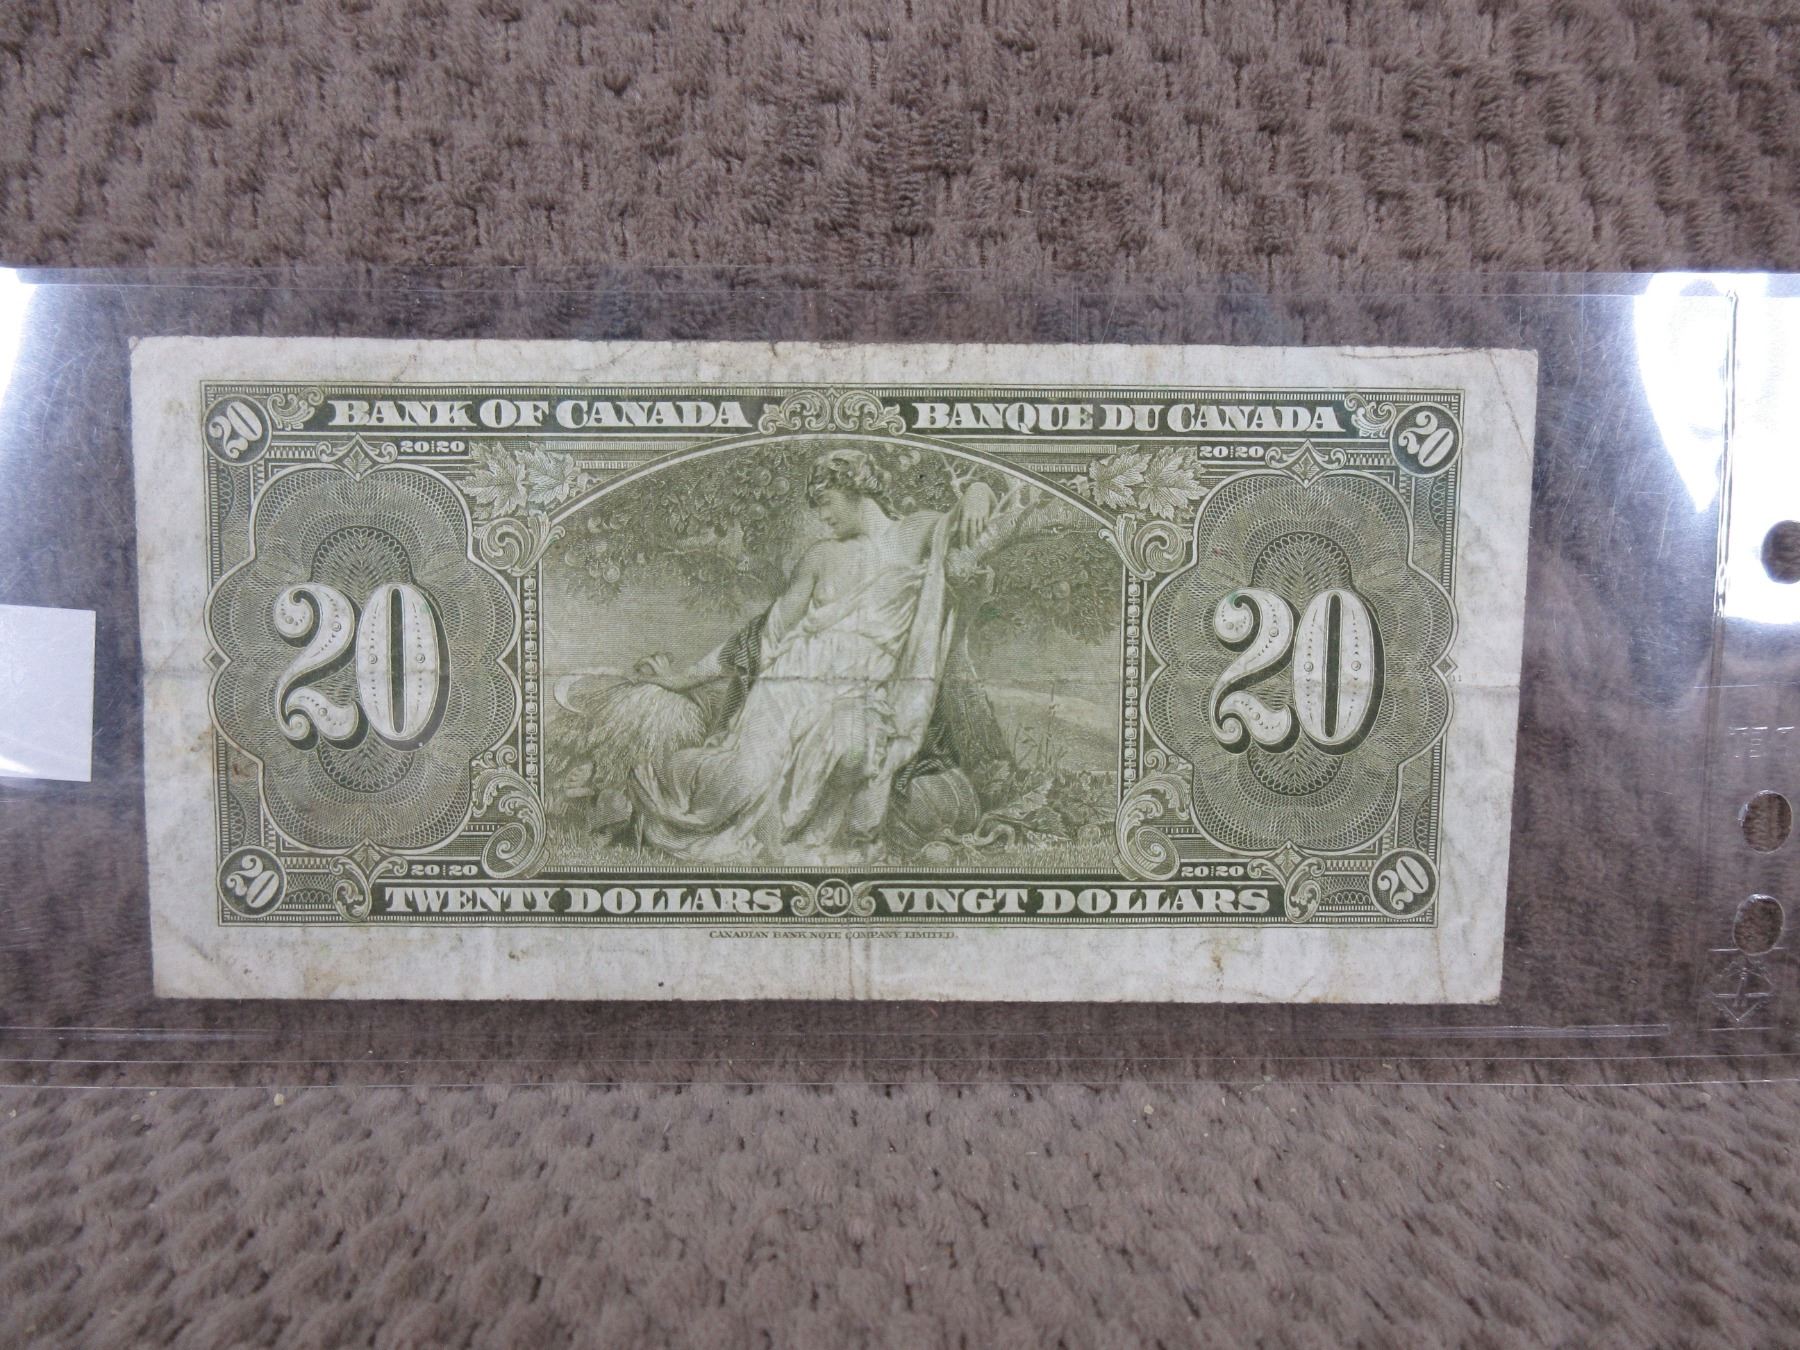 20 BANK OF CANADA BANQUE DU CANADA 20
20 20 20 20
20 20
20 20 20 20
20 TWENTY DOLLARS 20 VINGT DOLLARS 20
CANADIAN BANK NOTE COMPANY, LIMITED.